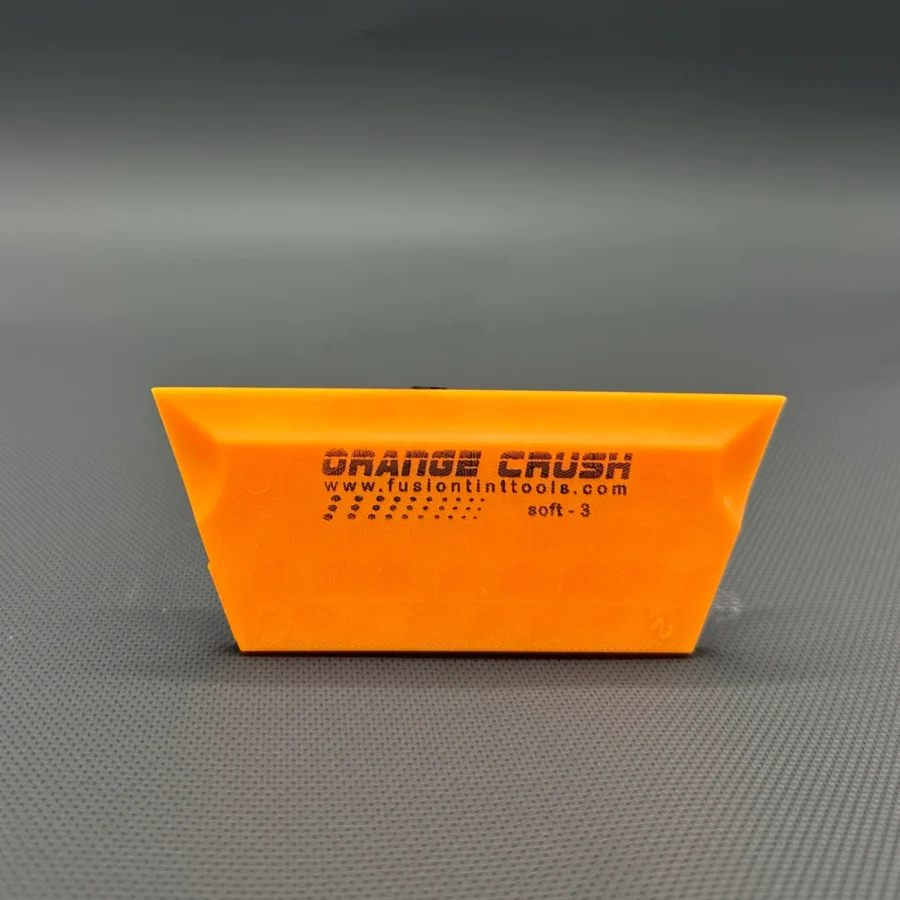 ORANGE CRUSH
www.fusiontinttools.com
soft - 3
N